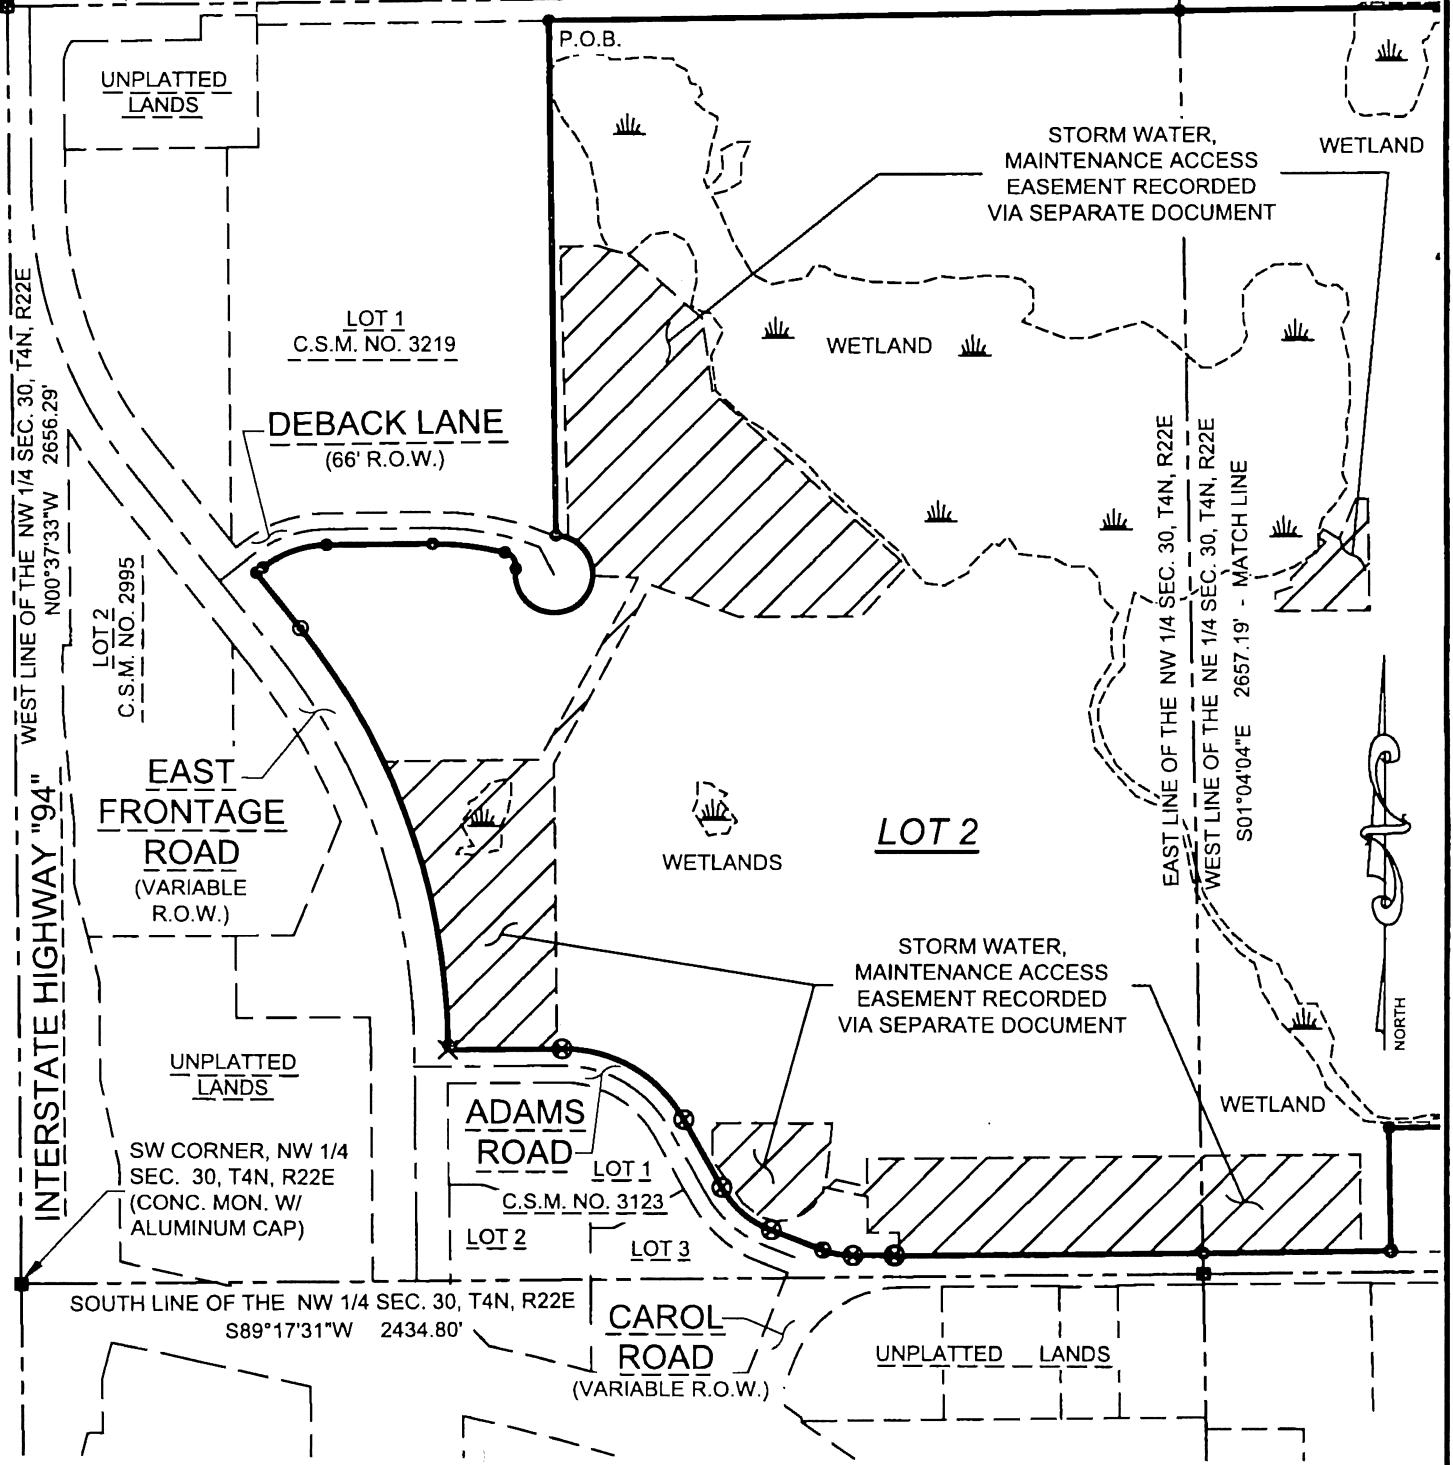 P.O.B.
UNPLATTED
LANDS
STORM WATER,
MAINTENANCE ACCESS
EASEMENT RECORDED
VIA SEPARATE DOCUMENT
WETLAND
LOT 1
C.S.M. NO. 3219
WETLAND
DEBACK LANE
(66' R.O.W.)
WEST LINE OF THE NW 1/4 SEC. 30, T4N, R22E
N00°37'33"W 2656.29'
LOT 2
C.S.M. NO. 2995
EAST LINE OF THE NW 1/4 SEC. 30, T4N, R22E
WEST LINE OF THE NE 1/4 SEC. 30, T4N, R22E
S01°04'04"E 2657.19' - MATCH LINE
EAST
FRONTAGE
ROAD
(VARIABLE
R.O.W.)
INTERSTATE HIGHWAY "94"
WETLANDS
LOT 2
STORM WATER,
MAINTENANCE ACCESS
EASEMENT RECORDED
VIA SEPARATE DOCUMENT
NORTH
UNPLATTED
LANDS
ADAMS
ROAD
WETLAND
SW CORNER, NW 1/4
SEC. 30, T4N, R22E
(CONC. MON. W/
ALUMINUM CAP)
LOT 1
C.S.M. NO. 3123
LOT 2
LOT 3
SOUTH LINE OF THE NW 1/4 SEC. 30, T4N, R22E
S89°17'31"W 2434.80'
CAROL
ROAD
(VARIABLE R.O.W.)
UNPLATTED LANDS